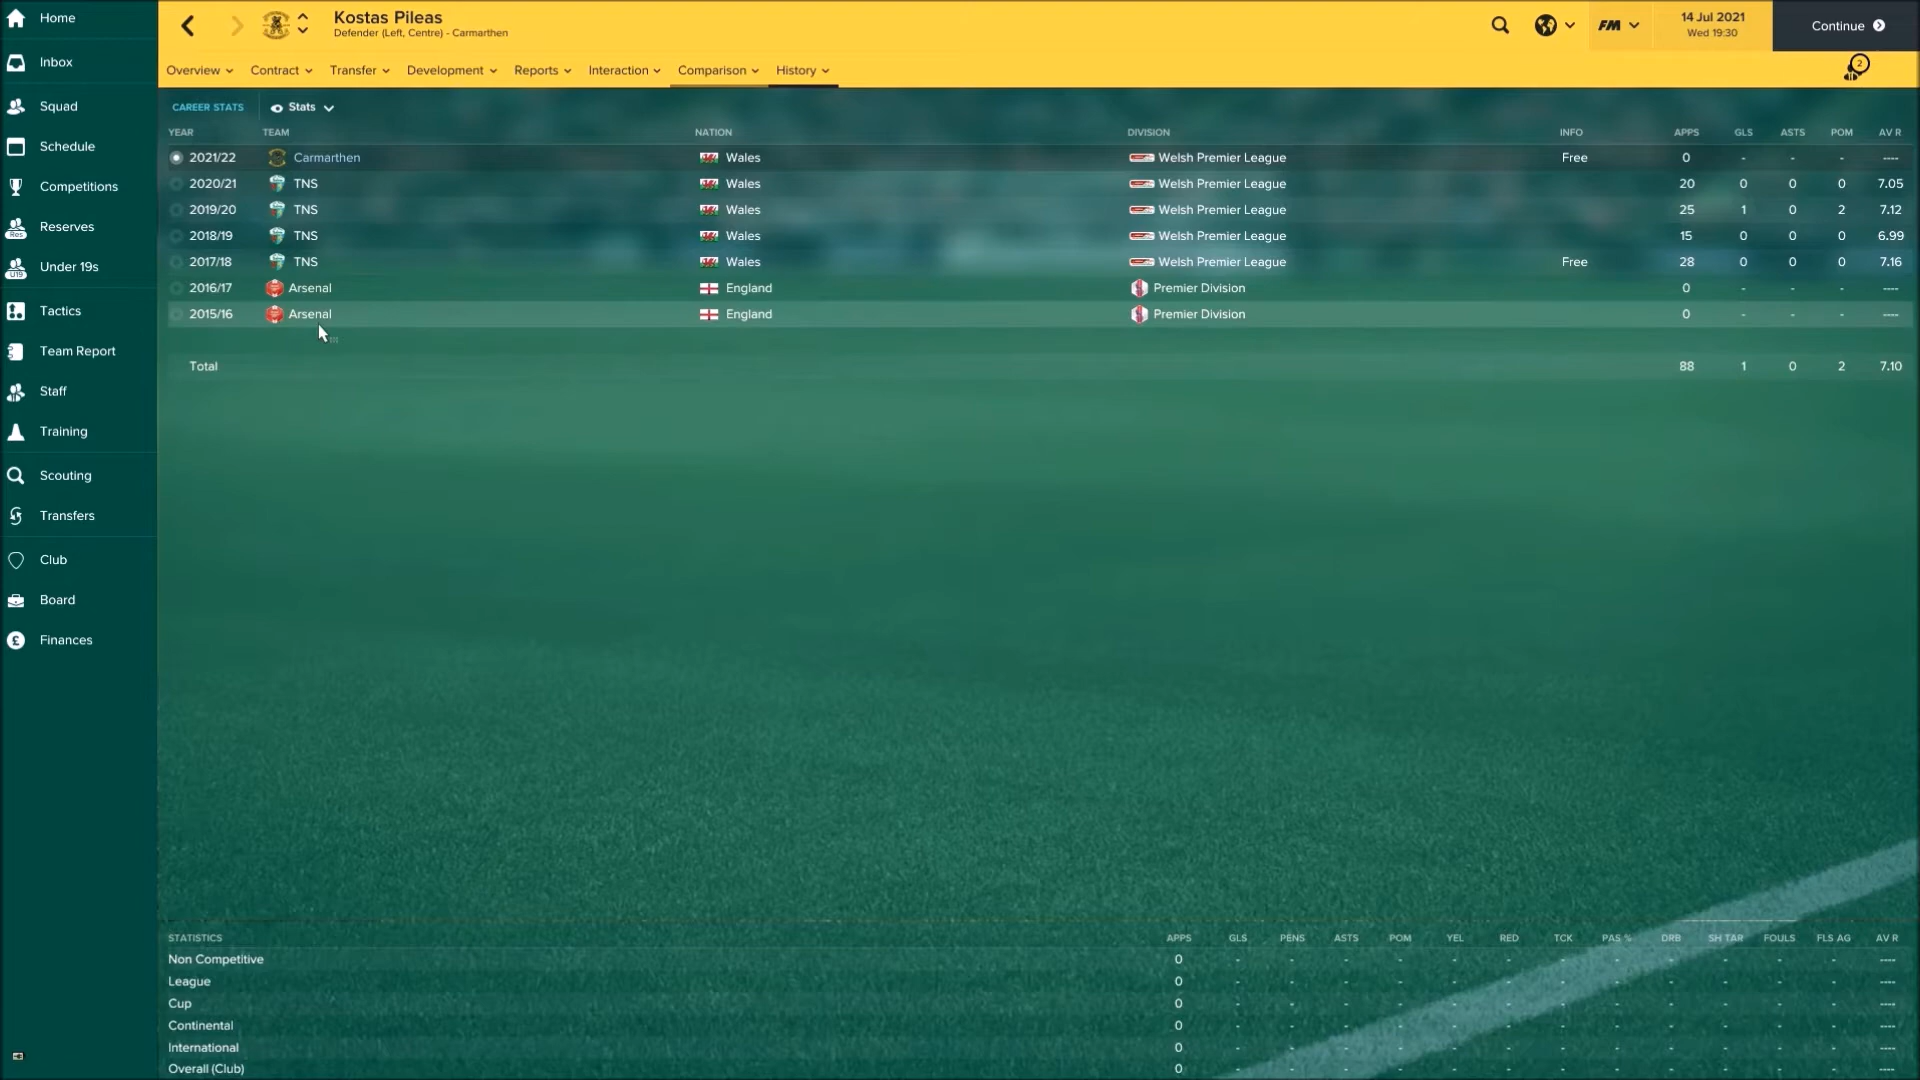 Home
Inbox
Squad
Schedule
Competitions
Reserves
Under 19s
Tactics
Team Report
Staff
Training
Scouting
Transfers
Club
Board
Finances
Kostas Pileas
Defender (Left, Centre) - Carmarthen
FM
14 Jul 2021
Wed 19:30
Continue
Overview Contract Transfer Development Reports Interaction Comparison History
2
CAREER STATS Stats
YEAR TEAM NATION DIVISION INFO APPS GLS ASTS POM AV R
2021/22 Carmarthen Wales Welsh Premier League Free 0 - - - ----
2020/21 TNS Wales Welsh Premier League 20 0 0 0 7.05
2019/20 TNS Wales Welsh Premier League 25 1 0 2 7.12
2018/19 TNS Wales Welsh Premier League 15 0 0 0 6.99
2017/18 TNS Wales Welsh Premier League Free 28 0 0 0 7.16
2016/17 Arsenal England Premier Division 0 - - - ----
2015/16 Arsenal England Premier Division 0 - - - ----
Total 88 1 0 2 7.10
STATISTICS APPS GLS PENS ASTS POM YEL RED TCK PAS % DRB SH TAR FOULS FLS AG AV R
Non Competitive 0 - - - - - - - - - - - - ----
League 0 - - - - - - - - - - - - ----
Cup 0 - - - - - - - - - - - - ----
Continental 0 - - - - - - - - - - - - ----
International 0 - - - - - - - - - - - - ----
Overall (Club) 0 - - - - - - - - - - - - ----